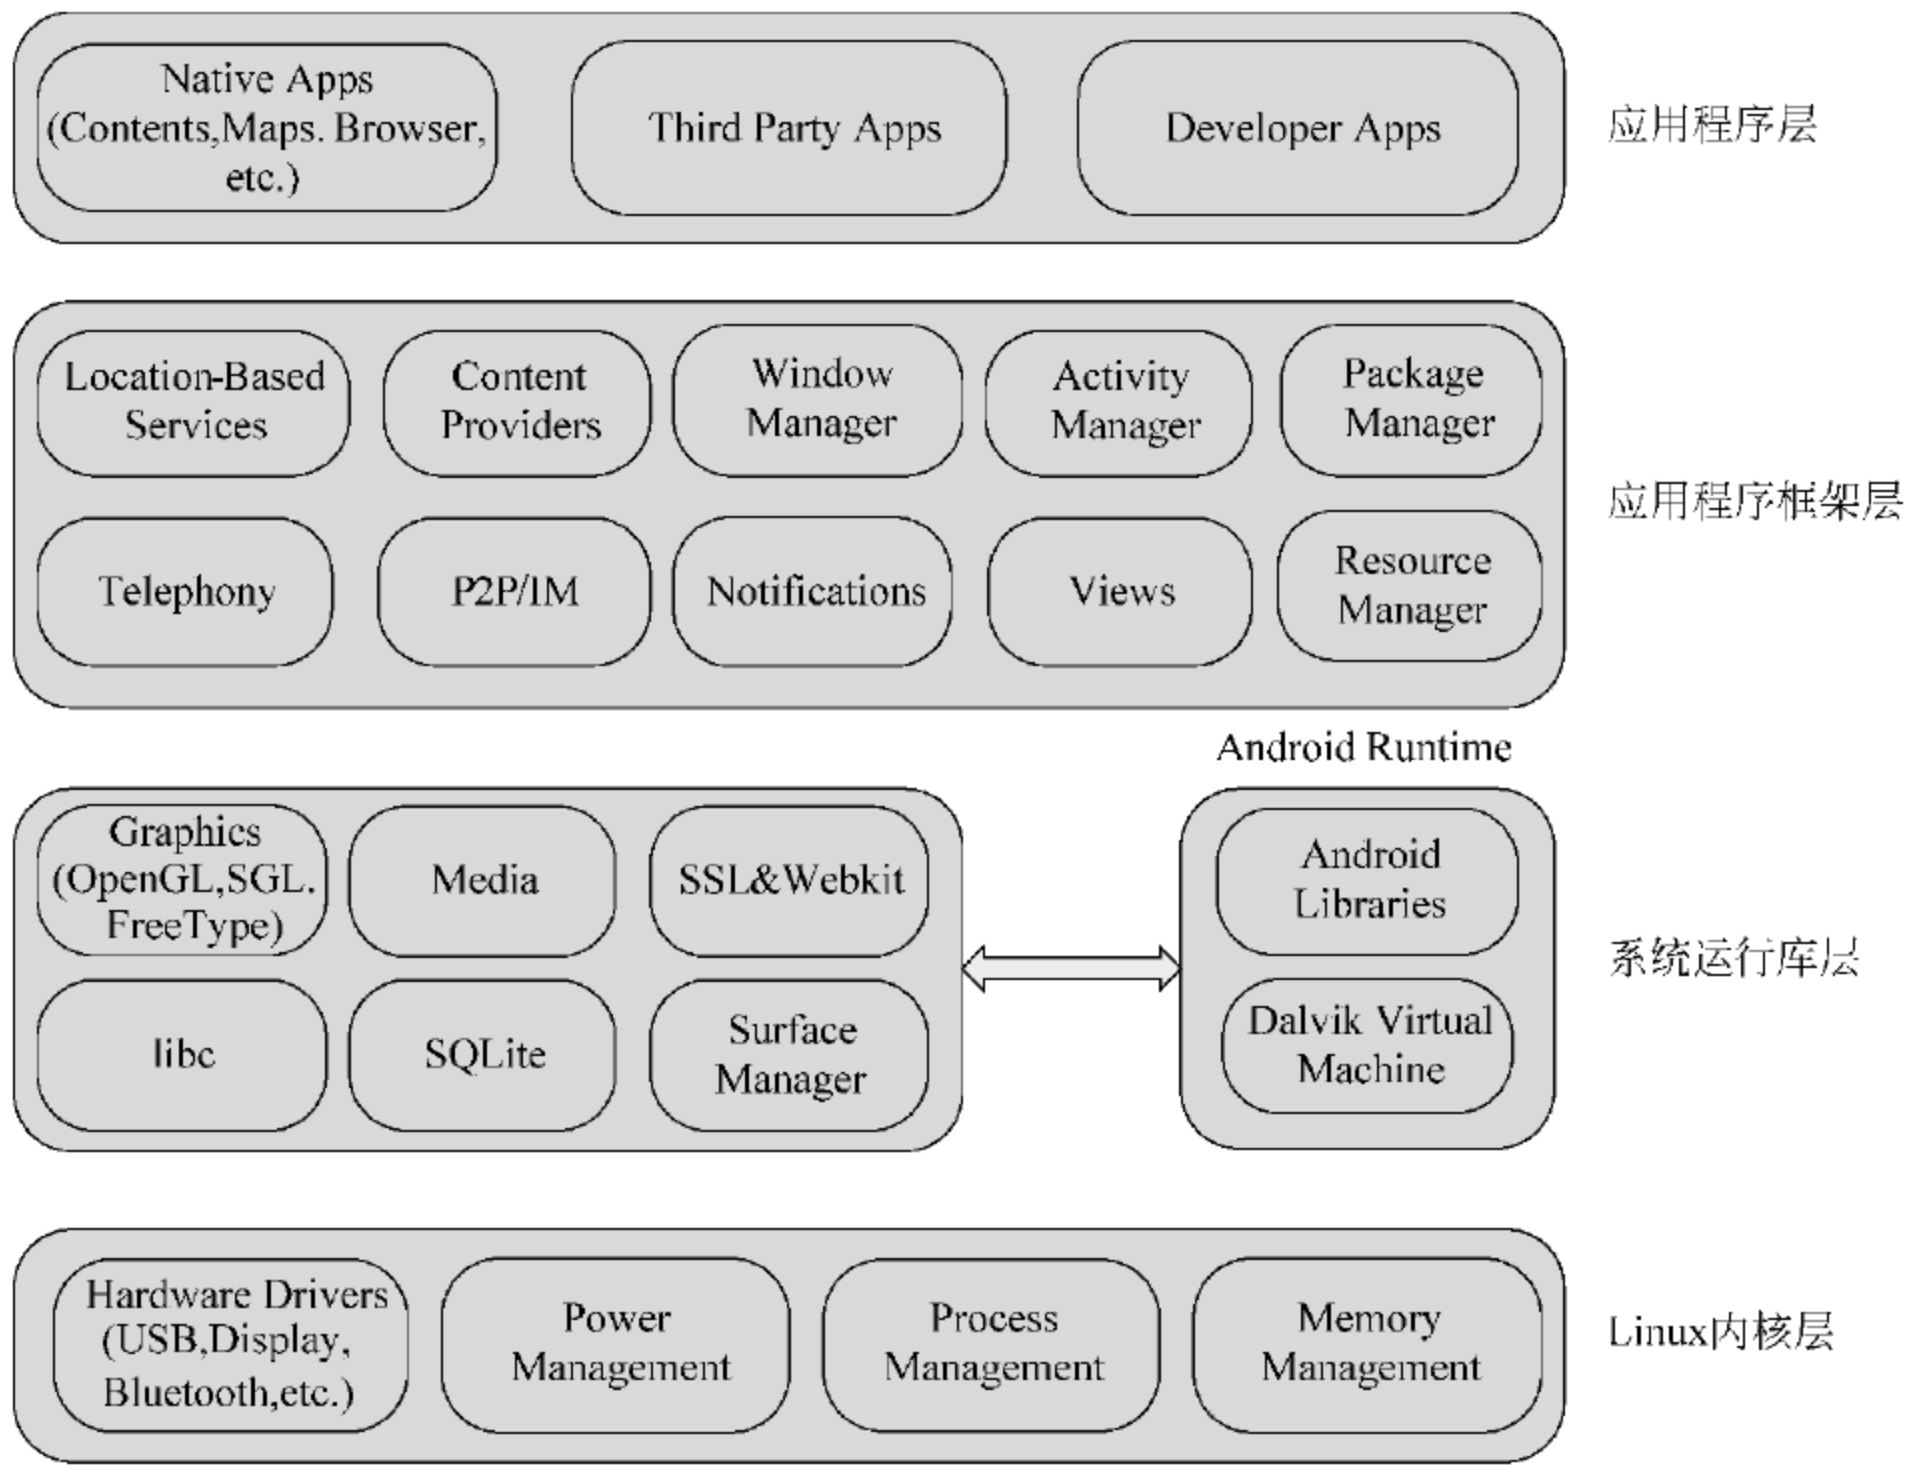 Native Apps
(Contents,Maps. Browser,
etc.)
Third Party Apps
Developer Apps
应用程序层
Location-Based
Services
Content
Providers
Window
Manager
Activity
Manager
Package
Manager
应用程序框架层
Telephony
P2P/IM
Notifications
Views
Resource
Manager
Android Runtime
Graphics
(OpenGL,SGL.
FreeType)
Media
SSL&Webkit
Android
Libraries
系统运行库层
libc
SQLite
Surface
Manager
Dalvik Virtual
Machine
Hardware Drivers
(USB,Display,
Bluetooth,etc.)
Power
Management
Process
Management
Memory
Management
Linux内核层